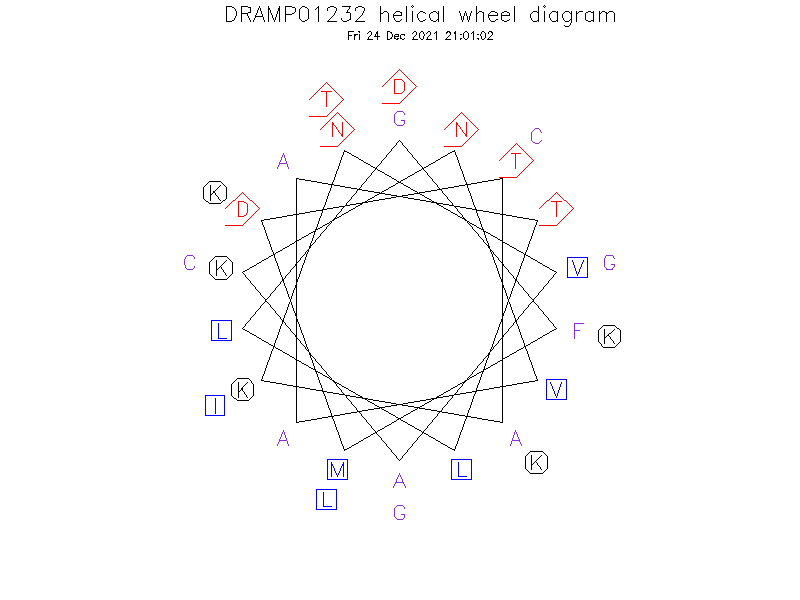 DRAMP01232 helical wheel diagram
Fri 24 Dec 2021 21:01:02
D
T
G
N
N
C
A
T
K
D
T
C
K
V
G
L
F
K
I
K
V
A
A
K
M
L
L
A
G